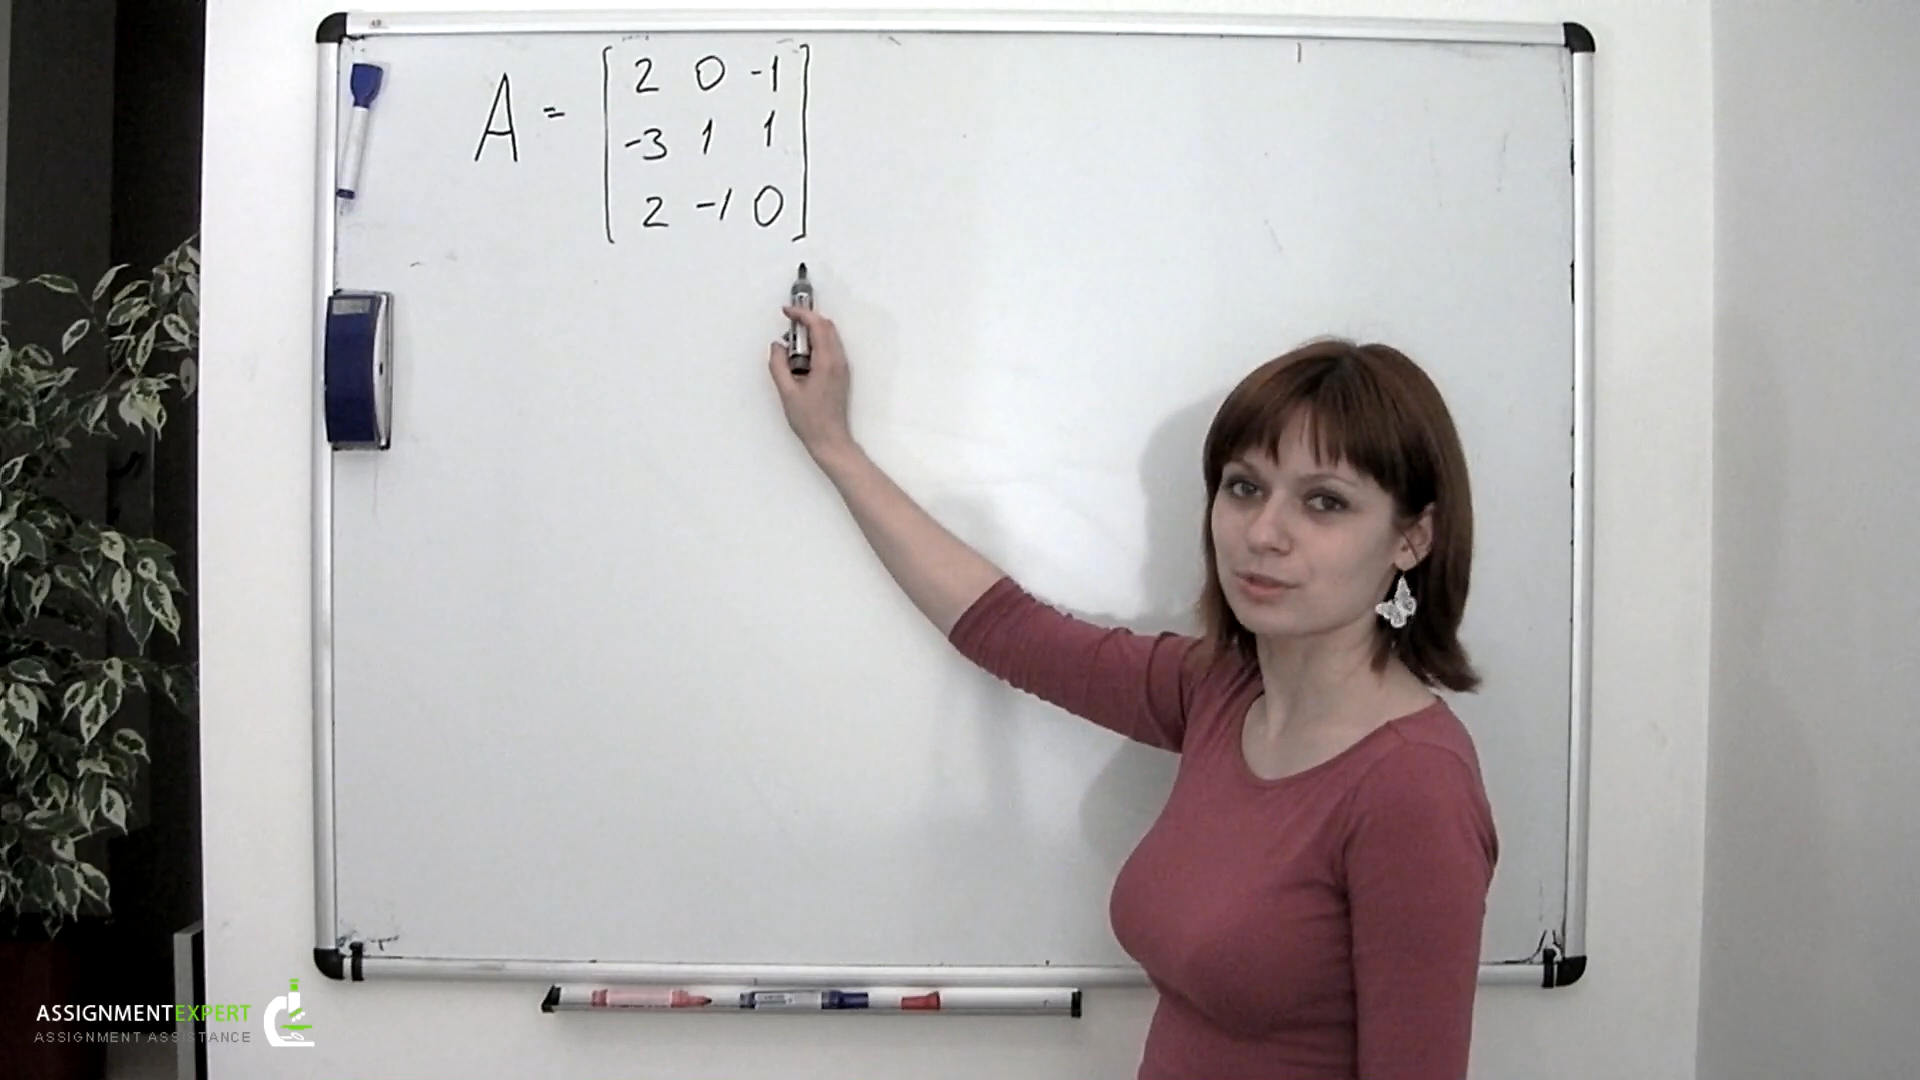 A = [ 2 0 -1
-3 1 1
2 -1 0 ]
ASSIGNMENTEXPERT
ASSIGNMENT ASSISTANCE